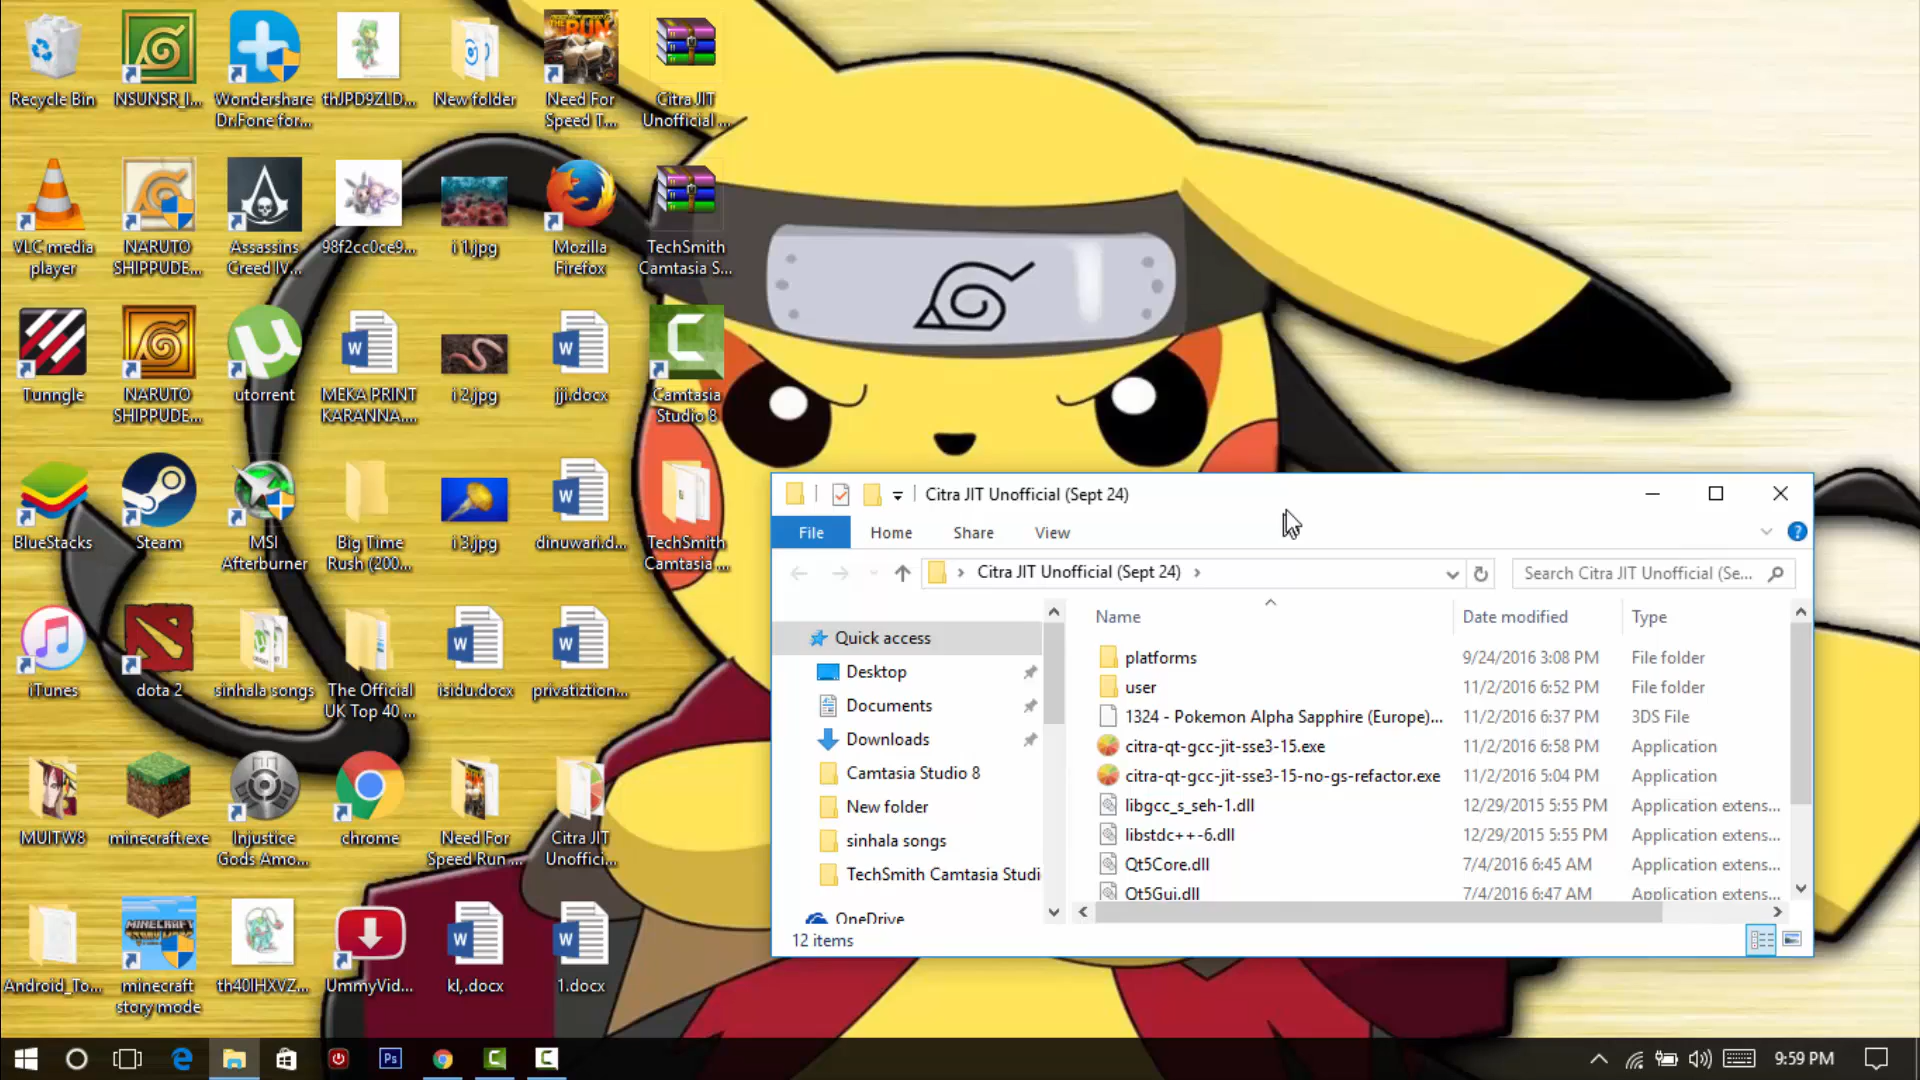 Recycle Bin
NSUNSR_I...
Wondershare
Dr.Fone for...
thJPD9ZLD...
New folder
Need For
Speed T...
Citra JIT
Unofficial ...
VLC media
player
NARUTO
SHIPPUDE...
Assassins
Creed IV...
98f2cc0ce9...
i 1.jpg
Mozilla
Firefox
TechSmith
Camtasia S...
Tunngle
NARUTO
SHIPPUDE...
utorrent
MEKA PRINT
KARANNA....
i 2.jpg
jji.docx
Camtasia
Studio 8
BlueStacks
Steam
MSI
Afterburner
Big Time
Rush (200...
i 3.jpg
dinuwari.d...
TechSmith
Camtasia ...
iTunes
dota 2
sinhala songs
The Official
UK Top 40 ...
isidu.docx
privatiztion...
MUITW8
minecraft.exe
Injustice
Gods Amo...
chrome
Need For
Speed Run ...
Citra JIT
Unoffici...
Android_To...
minecraft
story mode
th40IHXVZ...
UmmyVid...
kl,.docx
1.docx
Citra JIT Unofficial (Sept 24)
File
Home
Share
View
Citra JIT Unofficial (Sept 24)
Search Citra JIT Unofficial (Se...
Quick access
Desktop
Documents
Downloads
Camtasia Studio 8
New folder
sinhala songs
TechSmith Camtasia Studi
OneDrive
Name Date modified Type
platforms 9/24/2016 3:08 PM File folder
user 11/2/2016 6:52 PM File folder
1324 - Pokemon Alpha Sapphire (Europe)... 11/2/2016 6:37 PM 3DS File
citra-qt-gcc-jit-sse3-15.exe 11/2/2016 6:58 PM Application
citra-qt-gcc-jit-sse3-15-no-gs-refactor.exe 11/2/2016 5:04 PM Application
libgcc_s_seh-1.dll 12/29/2015 5:55 PM Application extens...
libstdc++-6.dll 12/29/2015 5:55 PM Application extens...
Qt5Core.dll 7/4/2016 6:45 AM Application extens...
Qt5Gui.dll 7/4/2016 6:47 AM Application extens...
12 items
Ps
9:59 PM